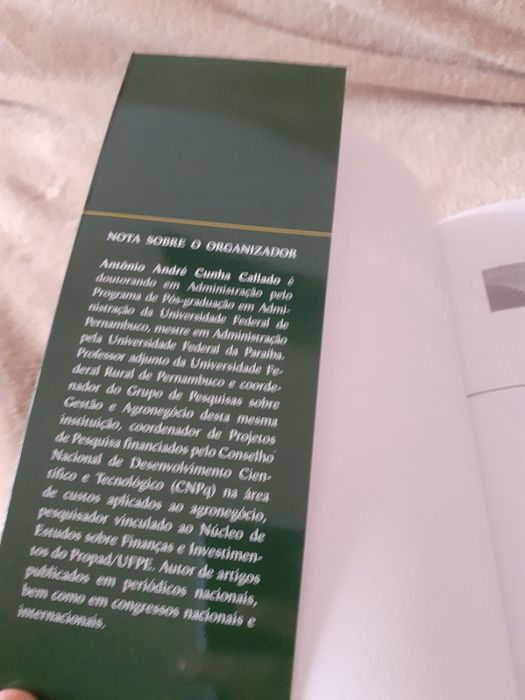 NOTA SOBRE O ORGANIZADOR
Antônio André Cunha Callado é
doutorando em Administração pelo
Programa de Pós-graduação em Admi-
nistração da Universidade Federal de
Pernambuco, mestre em Administração
pela Universidade Federal da Paraíba.
Professor adjunto da Universidade Fe-
deral Rural de Pernambuco e coorde-
nador do Grupo de Pesquisas sobre
Gestão e Agronegócio desta mesma
instituição, coordenador de Projetos
de Pesquisa financiados pelo Conselho
Nacional de Desenvolvimento Cien-
tífico e Tecnológico (CNPq) na área
de custos aplicados ao agronegócio,
pesquisador vinculado ao Núcleo de
Estudos sobre Finanças e Investimen-
tos do Propad/UFPE. Autor de artigos
publicados em periódicos nacionais,
bem como em congressos nacionais e
internacionais.